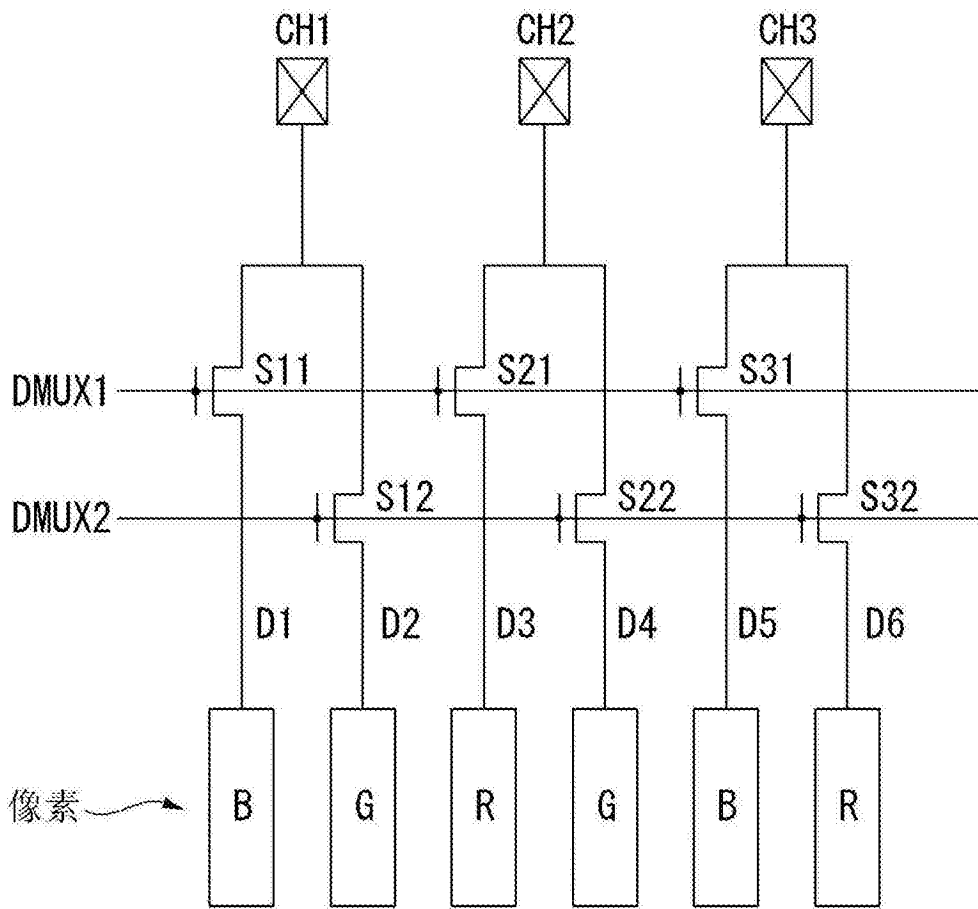 CH1 CH2 CH3
DMUX1 S11 S21 S31
DMUX2 S12 S22 S32
D1 D2 D3 D4 D5 D6
像素 B G R G B R